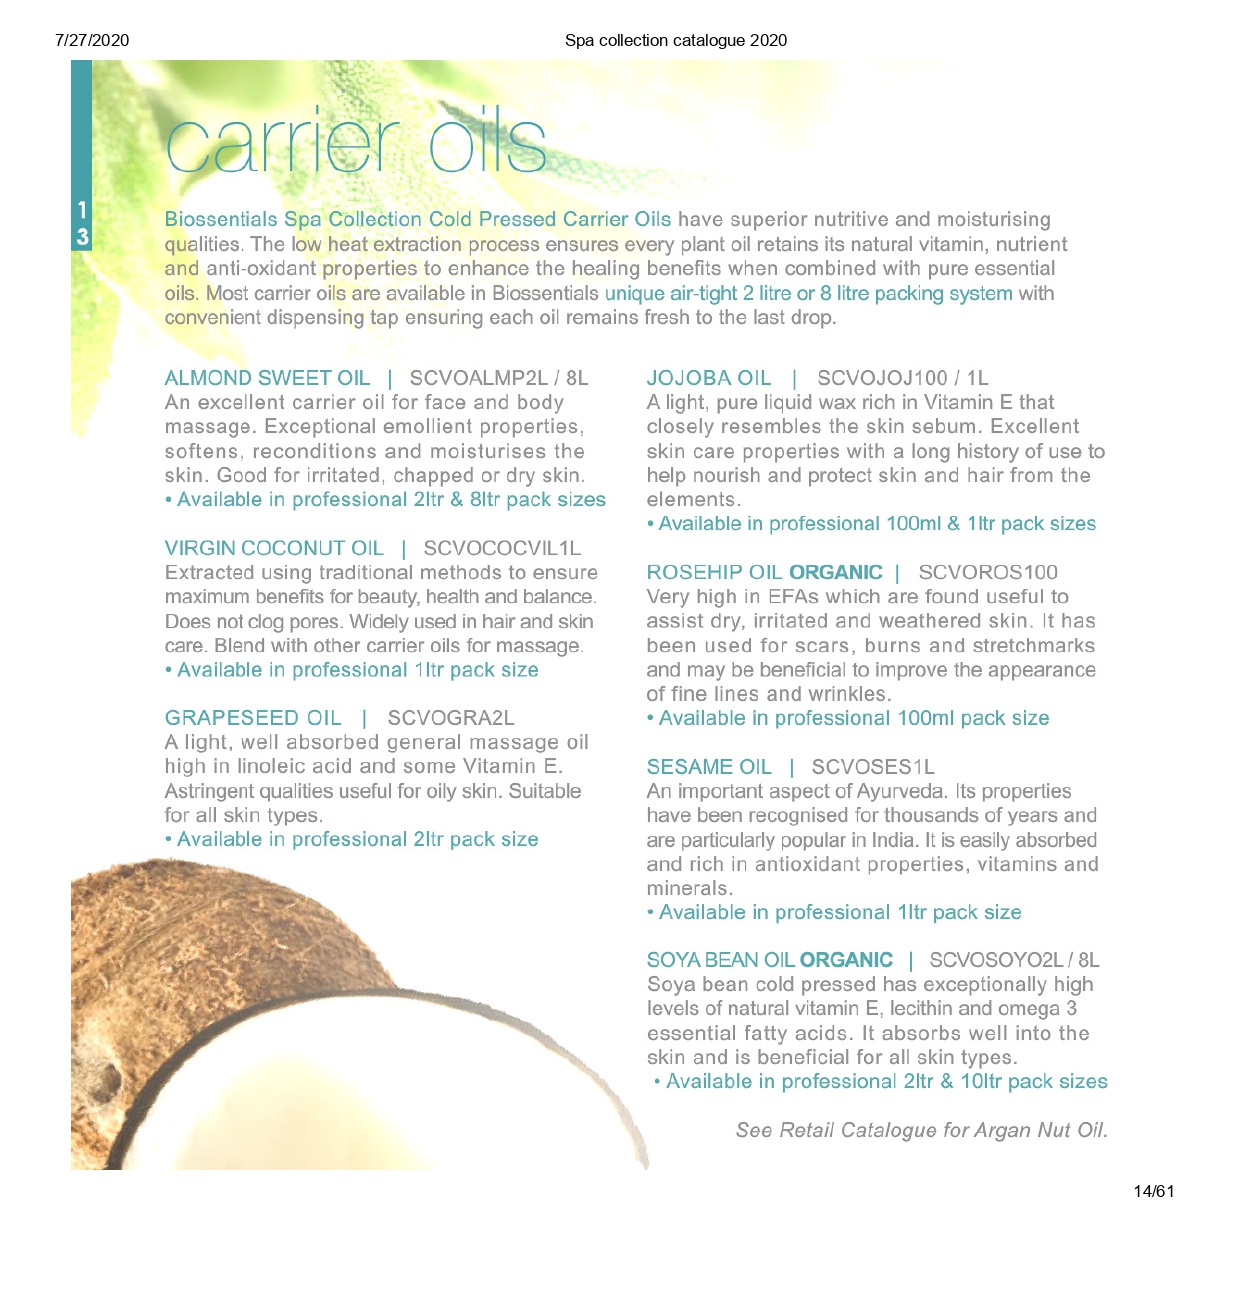 7/27/2020
Spa collection catalogue 2020
1
3
carrier oils
Biossentials Spa Collection Cold Pressed Carrier Oils have superior nutritive and moisturising
qualities. The low heat extraction process ensures every plant oil retains its natural vitamin, nutrient
and anti-oxidant properties to enhance the healing benefits when combined with pure essential
oils. Most carrier oils are available in Biossentials unique air-tight 2 litre or 8 litre packing system with
convenient dispensing tap ensuring each oil remains fresh to the last drop.
ALMOND SWEET OIL | SCVOALMP2L / 8L
An excellent carrier oil for face and body
massage. Exceptional emollient properties,
softens, reconditions and moisturises the
skin. Good for irritated, chapped or dry skin.
• Available in professional 2ltr & 8ltr pack sizes
VIRGIN COCONUT OIL | SCVOCOCVIL1L
Extracted using traditional methods to ensure
maximum benefits for beauty, health and balance.
Does not clog pores. Widely used in hair and skin
care. Blend with other carrier oils for massage.
• Available in professional 1ltr pack size
GRAPESEED OIL | SCVOGRA2L
A light, well absorbed general massage oil
high in linoleic acid and some Vitamin E.
Astringent qualities useful for oily skin. Suitable
for all skin types.
• Available in professional 2ltr pack size
JOJOBA OIL | SCVOJOJ100 / 1L
A light, pure liquid wax rich in Vitamin E that
closely resembles the skin sebum. Excellent
skin care properties with a long history of use to
help nourish and protect skin and hair from the
elements.
• Available in professional 100ml & 1ltr pack sizes
ROSEHIP OIL ORGANIC | SCVOROS100
Very high in EFAs which are found useful to
assist dry, irritated and weathered skin. It has
been used for scars, burns and stretchmarks
and may be beneficial to improve the appearance
of fine lines and wrinkles.
• Available in professional 100ml pack size
SESAME OIL | SCVOSES1L
An important aspect of Ayurveda. Its properties
have been recognised for thousands of years and
are particularly popular in India. It is easily absorbed
and rich in antioxidant properties, vitamins and
minerals.
• Available in professional 1ltr pack size
SOYA BEAN OIL ORGANIC | SCVOSOYO2L / 8L
Soya bean cold pressed has exceptionally high
levels of natural vitamin E, lecithin and omega 3
essential fatty acids. It absorbs well into the
skin and is beneficial for all skin types.
• Available in professional 2ltr & 10ltr pack sizes
See Retail Catalogue for Argan Nut Oil.
14/61